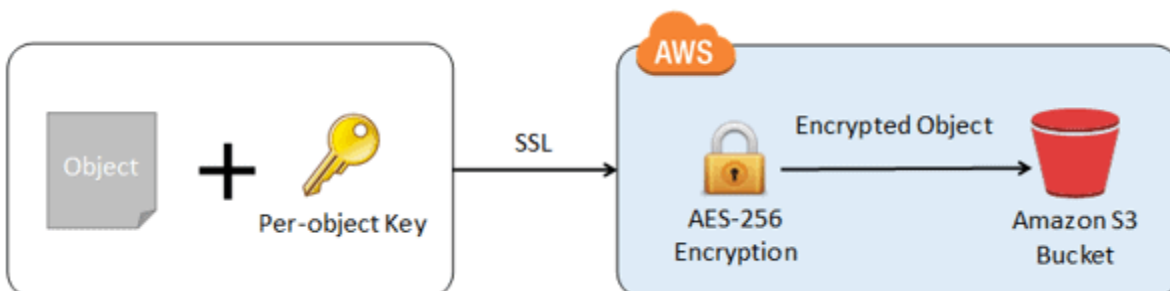 Object
Per-object Key
SSL
AWS
AES-256
Encryption
Encrypted Object
Amazon S3
Bucket